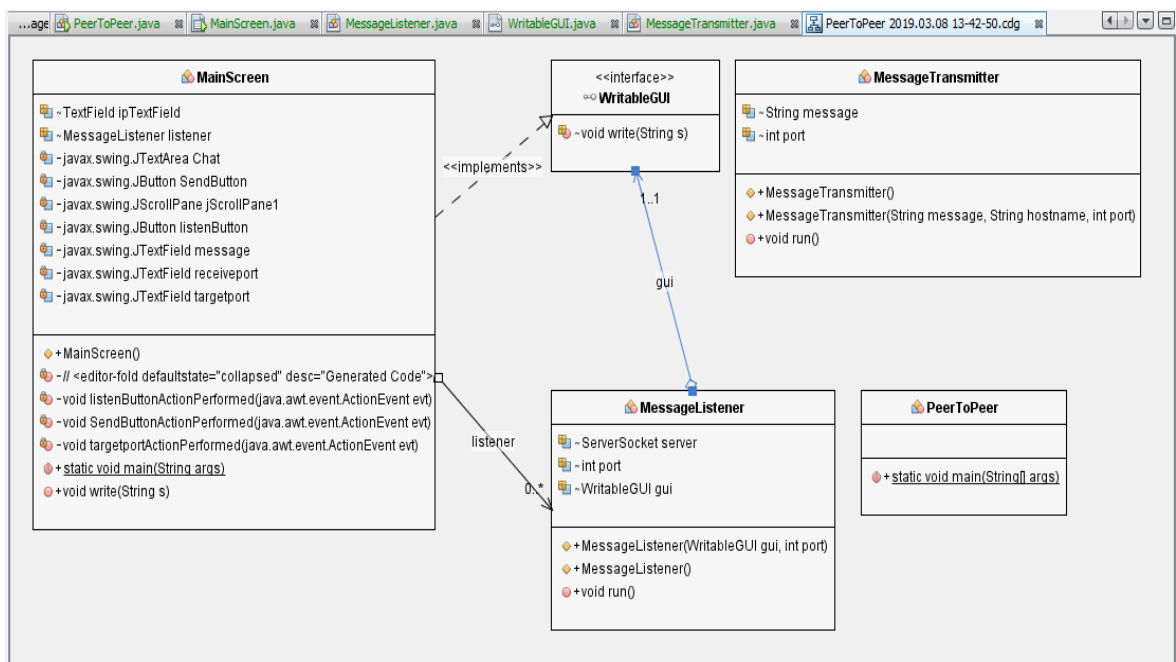 ...age PeerToPeer.java MainScreen.java MessageListener.java WritableGUI.java MessageTransmitter.java PeerToPeer 2019.03.08 13-42-50.cdg
MainScreen
~TextField ipTextField
~MessageListener listener
-javax.swing.JTextArea Chat
-javax.swing.JButton SendButton
-javax.swing.JScrollPane jScrollPane1
-javax.swing.JButton listenButton
-javax.swing.JTextField message
-javax.swing.JTextField receiveport
-javax.swing.JTextField targetport
+MainScreen()
-// <editor-fold defaultstate="collapsed" desc="Generated Code">
-void listenButtonActionPerformed(java.awt.event.ActionEvent evt)
-void SendButtonActionPerformed(java.awt.event.ActionEvent evt)
-void targetportActionPerformed(java.awt.event.ActionEvent evt)
+static void main(String args)
+void write(String s)
<<implements>>
<<interface>>
WritableGUI
~void write(String s)
1..1
gui
listener
0..*
MessageTransmitter
~String message
~int port
+MessageTransmitter()
+MessageTransmitter(String message, String hostname, int port)
+void run()
MessageListener
~ServerSocket server
~int port
~WritableGUI gui
+MessageListener(WritableGUI gui, int port)
+MessageListener()
+void run()
PeerToPeer
+static void main(String[] args)